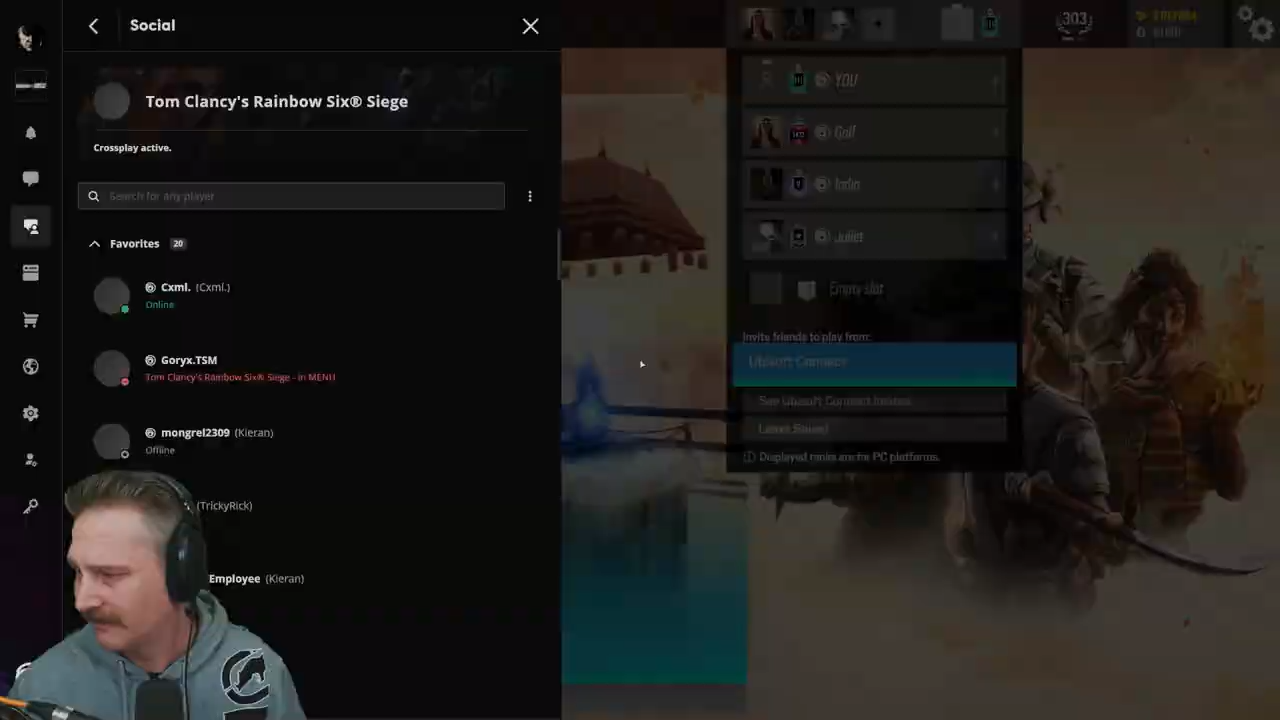 Social
Tom Clancy's Rainbow Six® Siege
Crossplay active.
Search for any player
Favorites 20
Cxml. (Cxml.)
Online
Goryx.TSM
Tom Clancy's Rainbow Six® Siege - in MENU
mongrel2309 (Kieran)
Offline
(TrickyRick)
Employee (Kieran)
303
YOU
Golf
India
Juliet
Empty slot
Invite friends to play from:
Ubisoft Connect
See Ubisoft Connect Invites
Leave Squad
Displayed ranks are for PC platforms.